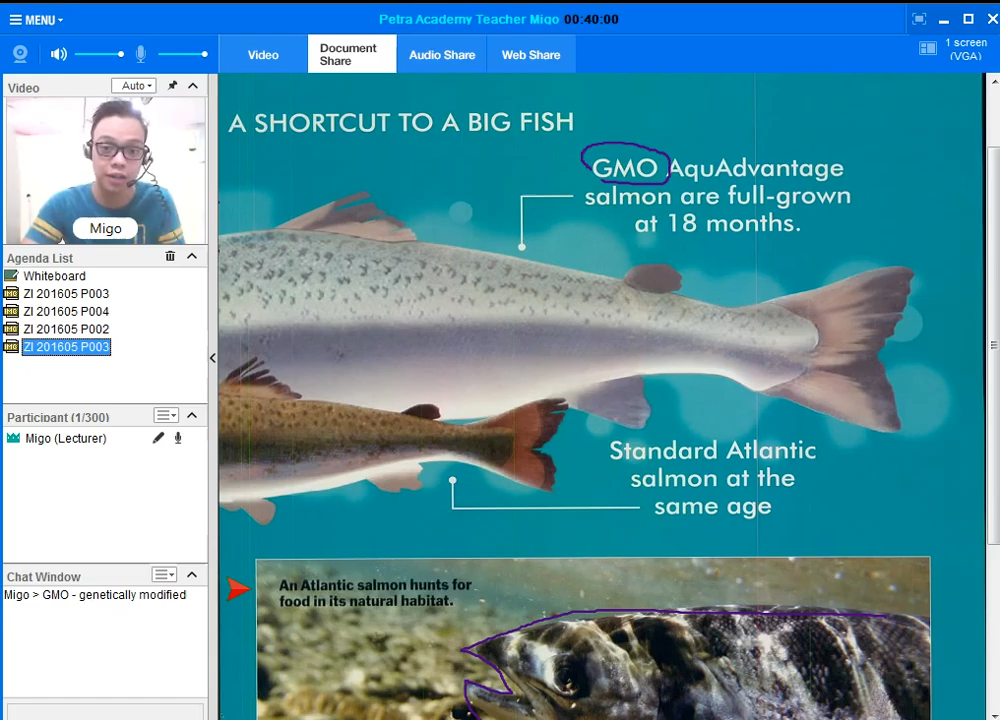 MENU
Petra Academy Teacher Migo 00:40:00
Video
Document
Share
Audio Share
Web Share
1 screen
(VGA)
Video
Auto
Migo
Agenda List
Whiteboard
ZI 201605 P003
ZI 201605 P004
ZI 201605 P002
ZI 201605 P003
Participant (1/300)
Migo (Lecturer)
Chat Window
Migo > GMO - genetically modified
A SHORTCUT TO A BIG FISH
GMO AquAdvantage
salmon are full-grown
at 18 months.
Standard Atlantic
salmon at the
same age
An Atlantic salmon hunts for
food in its natural habitat.